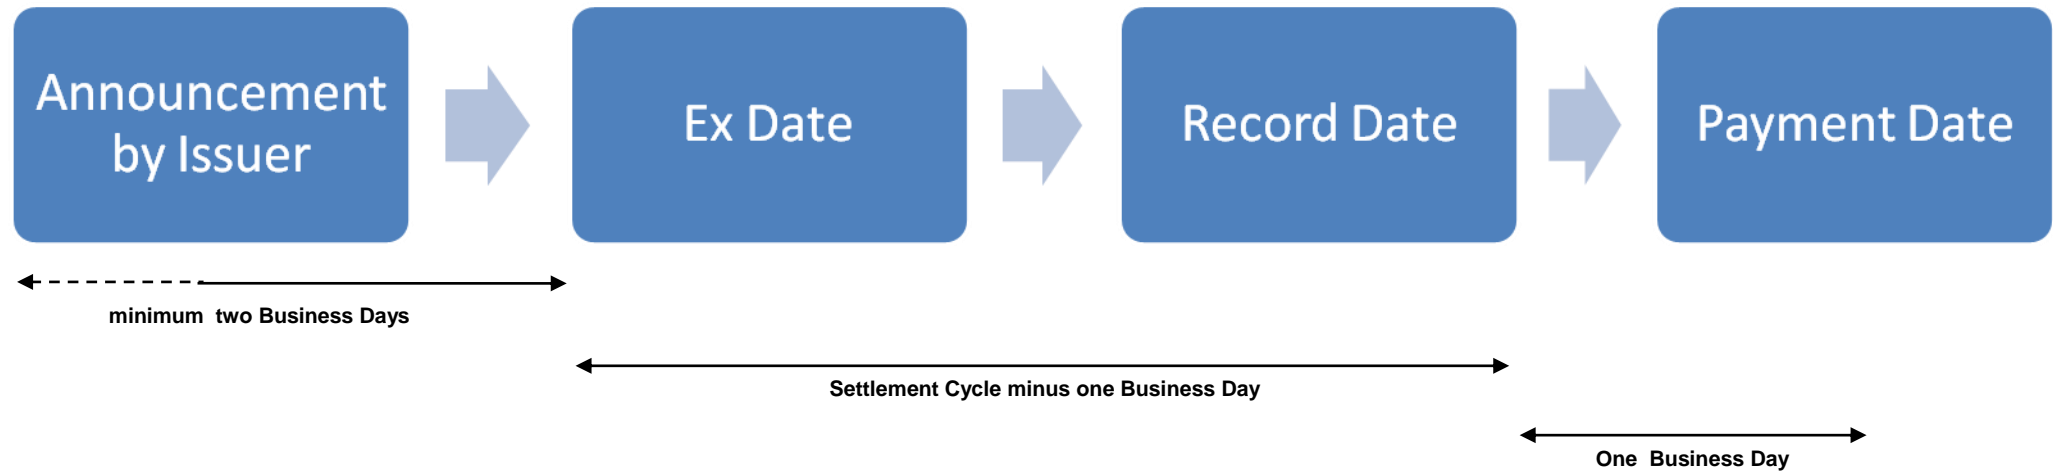 Announcement
by Issuer
Ex Date
Record Date
Payment Date
minimum  two Business Days
Settlement Cycle minus one Business Day
One  Business Day